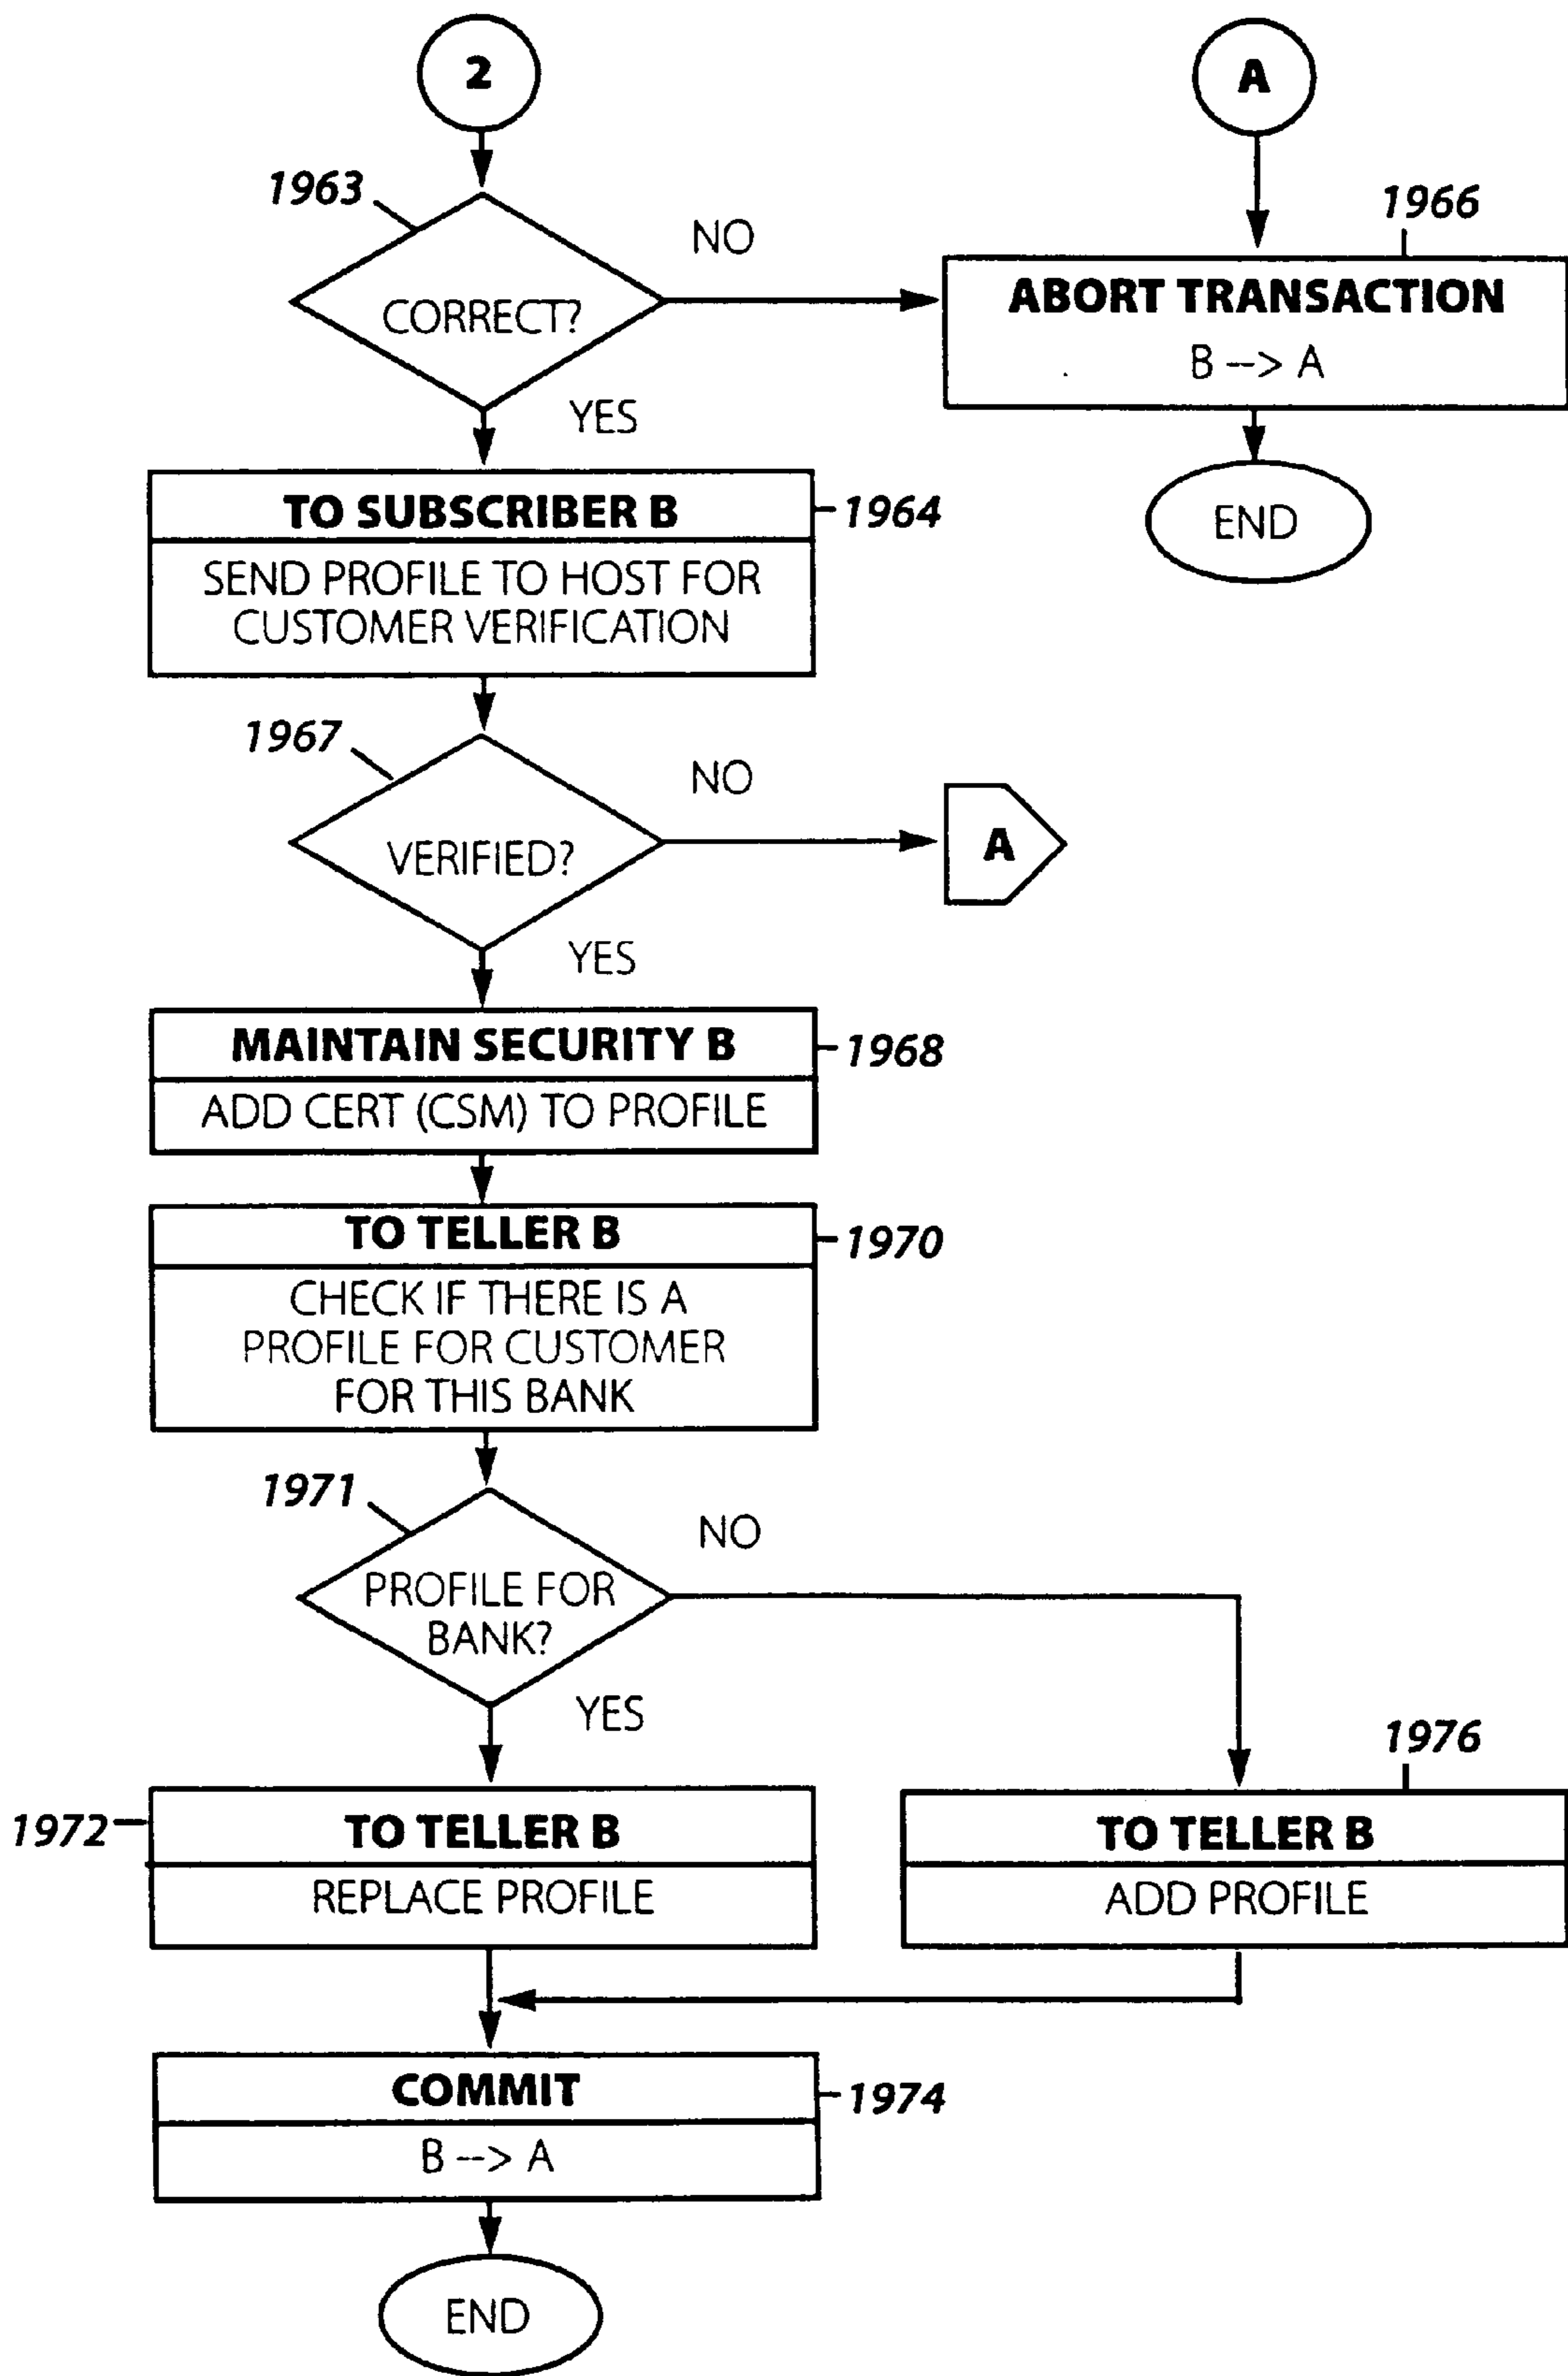 2
A
1963
1966
NO
CORRECT?
ABORT TRANSACTION
B --> A
YES
TO SUBSCRIBER B
1964
SEND PROFILE TO HOST FOR
CUSTOMER VERIFICATION
END
1967
NO
VERIFIED?
A
YES
MAINTAIN SECURITY B
1968
ADD CERT (CSM) TO PROFILE
TO TELLER B
1970
CHECK IF THERE IS A
PROFILE FOR CUSTOMER
FOR THIS BANK
1971
NO
PROFILE FOR
BANK?
YES
1976
1972
TO TELLER B
REPLACE PROFILE
TO TELLER B
ADD PROFILE
COMMIT
1974
B --> A
END